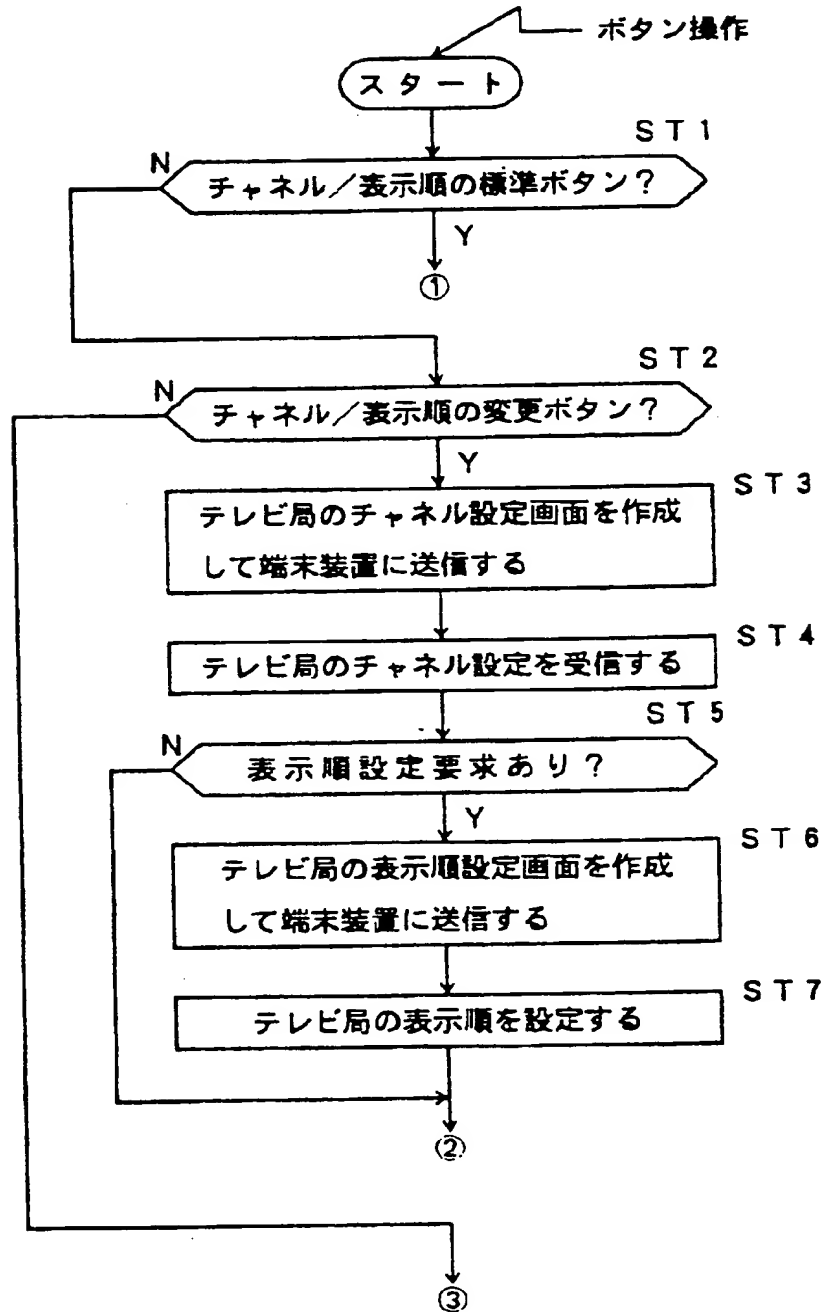 ボタン操作
スタート
ST1
N
チャネル/表示順の標準ボタン?
Y
①
ST2
N
チャネル/表示順の変更ボタン?
Y
ST3
テレビ局のチャネル設定画面を作成
して端末装置に送信する
ST4
テレビ局のチャネル設定を受信する
ST5
N
表示順設定要求あり?
Y
ST6
テレビ局の表示順設定画面を作成
して端末装置に送信する
ST7
テレビ局の表示順を設定する
②
③